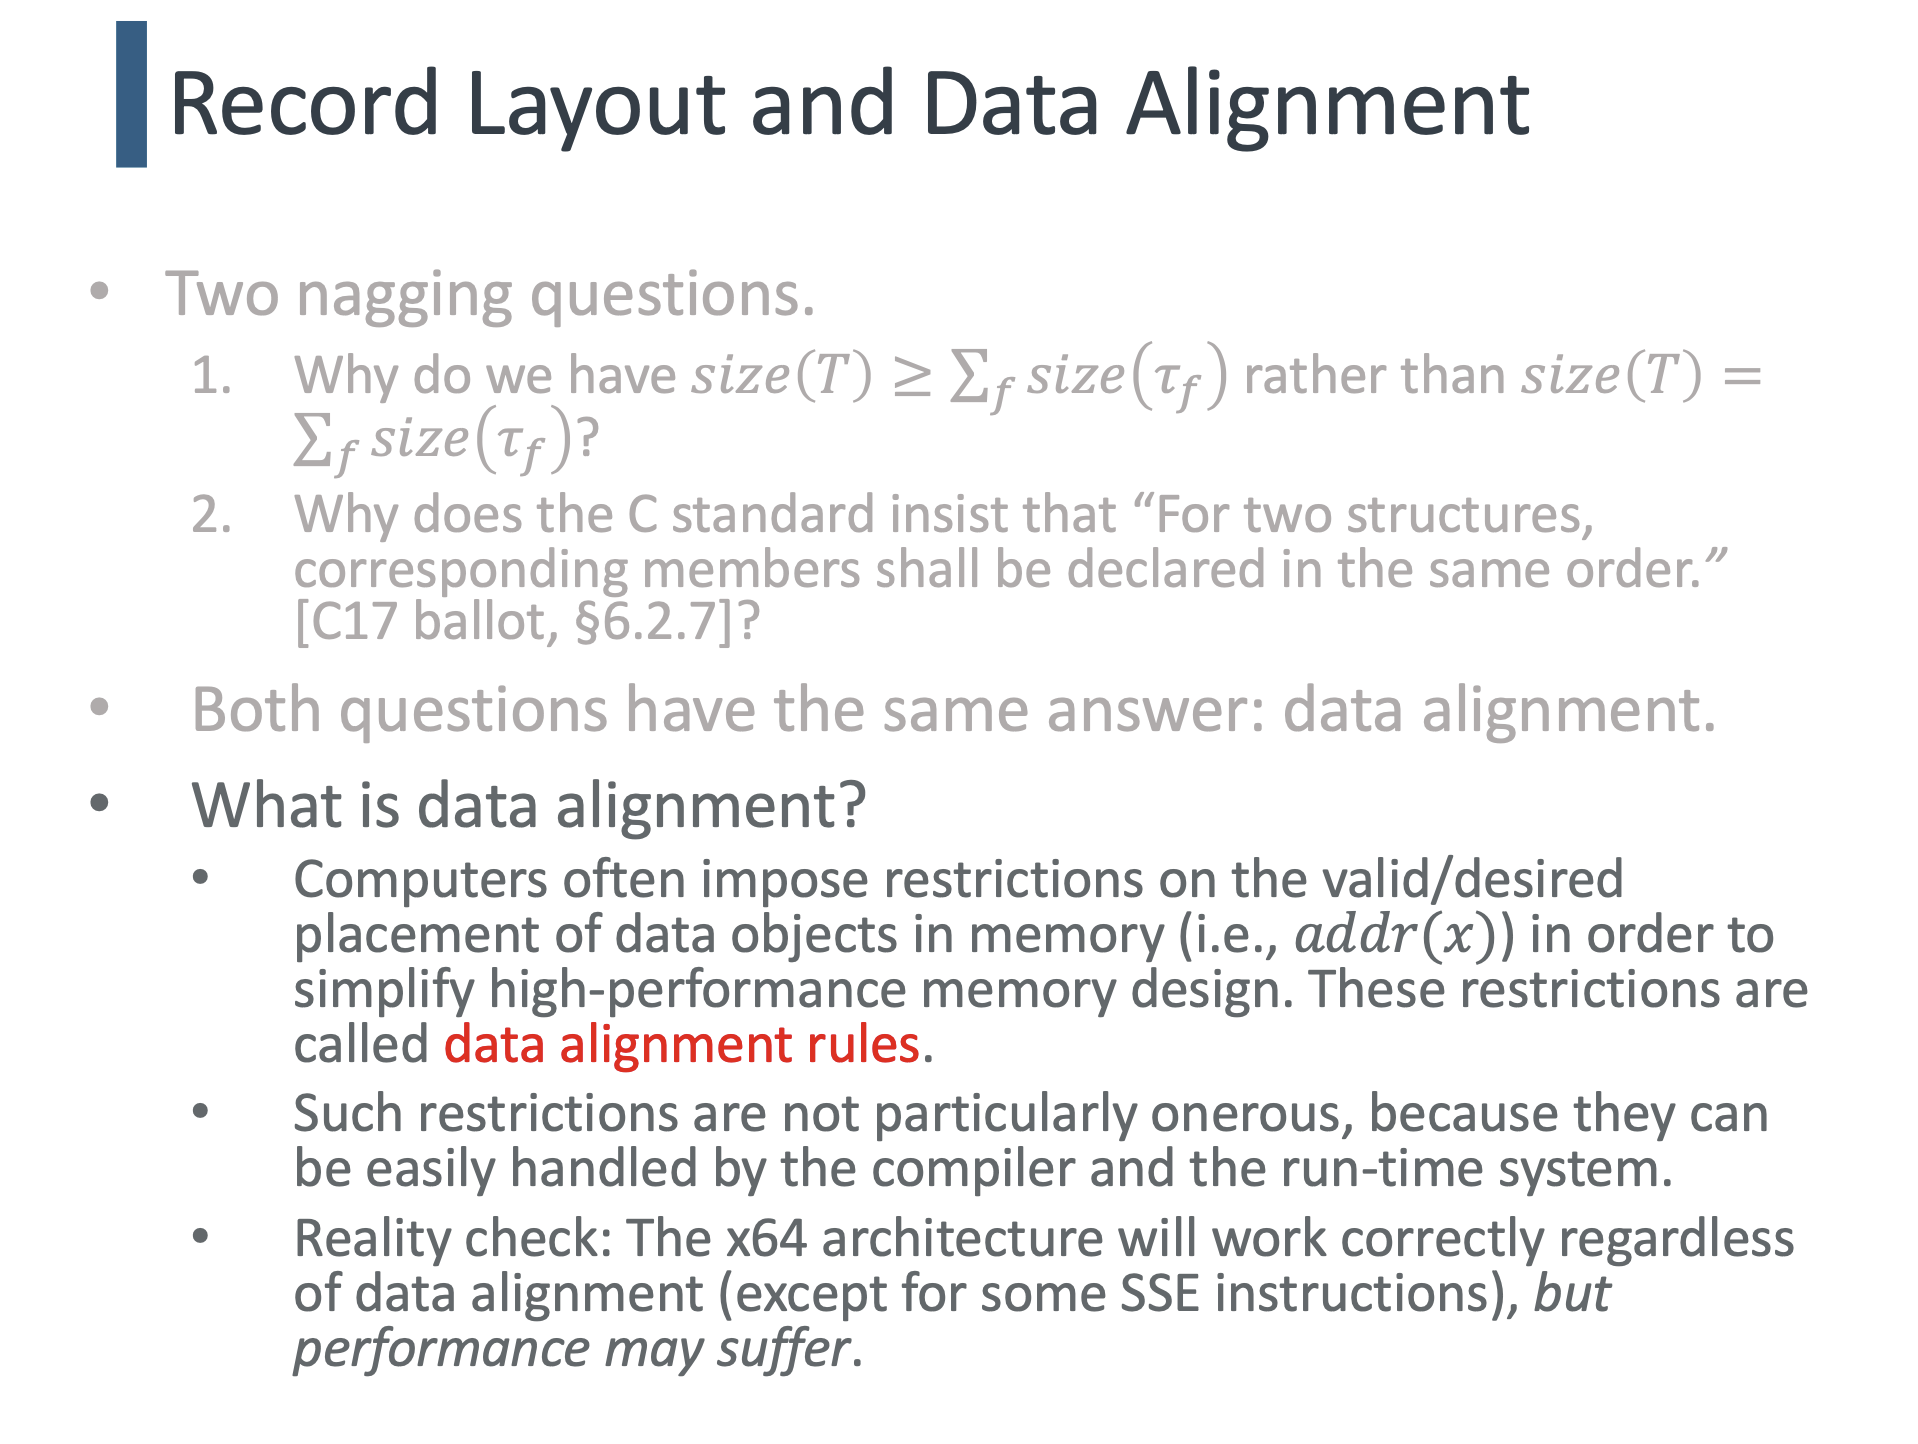 Record Layout and Data Alignment
• Two nagging questions.
1. Why do we have 𝑠𝑖𝑧𝑒(𝑇) ≥ ∑𝑓 𝑠𝑖𝑧𝑒(𝜏𝑓) rather than 𝑠𝑖𝑧𝑒(𝑇) =
∑𝑓 𝑠𝑖𝑧𝑒(𝜏𝑓)?
2. Why does the C standard insist that “For two structures,
corresponding members shall be declared in the same order.”
[C17 ballot, §6.2.7]?
• Both questions have the same answer: data alignment.
• What is data alignment?
• Computers often impose restrictions on the valid/desired
placement of data objects in memory (i.e., 𝑎𝑑𝑑𝑟(𝑥)) in order to
simplify high-performance memory design. These restrictions are
called data alignment rules.
• Such restrictions are not particularly onerous, because they can
be easily handled by the compiler and the run-time system.
• Reality check: The x64 architecture will work correctly regardless
of data alignment (except for some SSE instructions), but
performance may suffer.